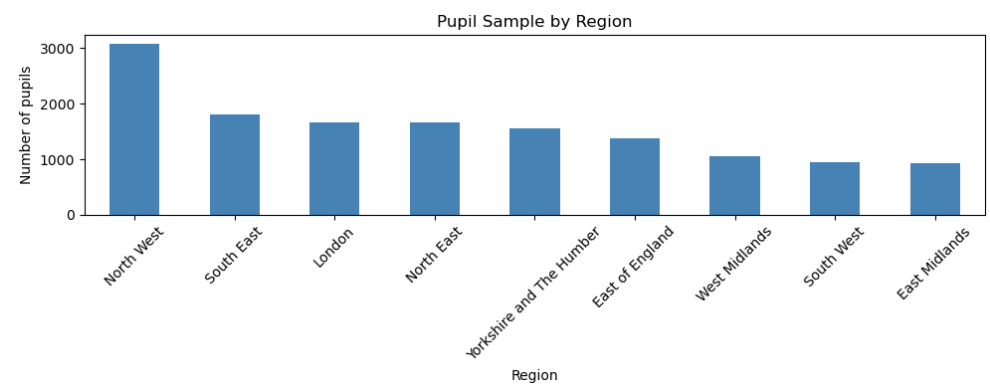 Pupil Sample by Region
Number of pupils
3000
2000
1000
0
North West
South East
London
North East
Yorkshire and The Humber
East of England
West Midlands
South West
East Midlands
Region